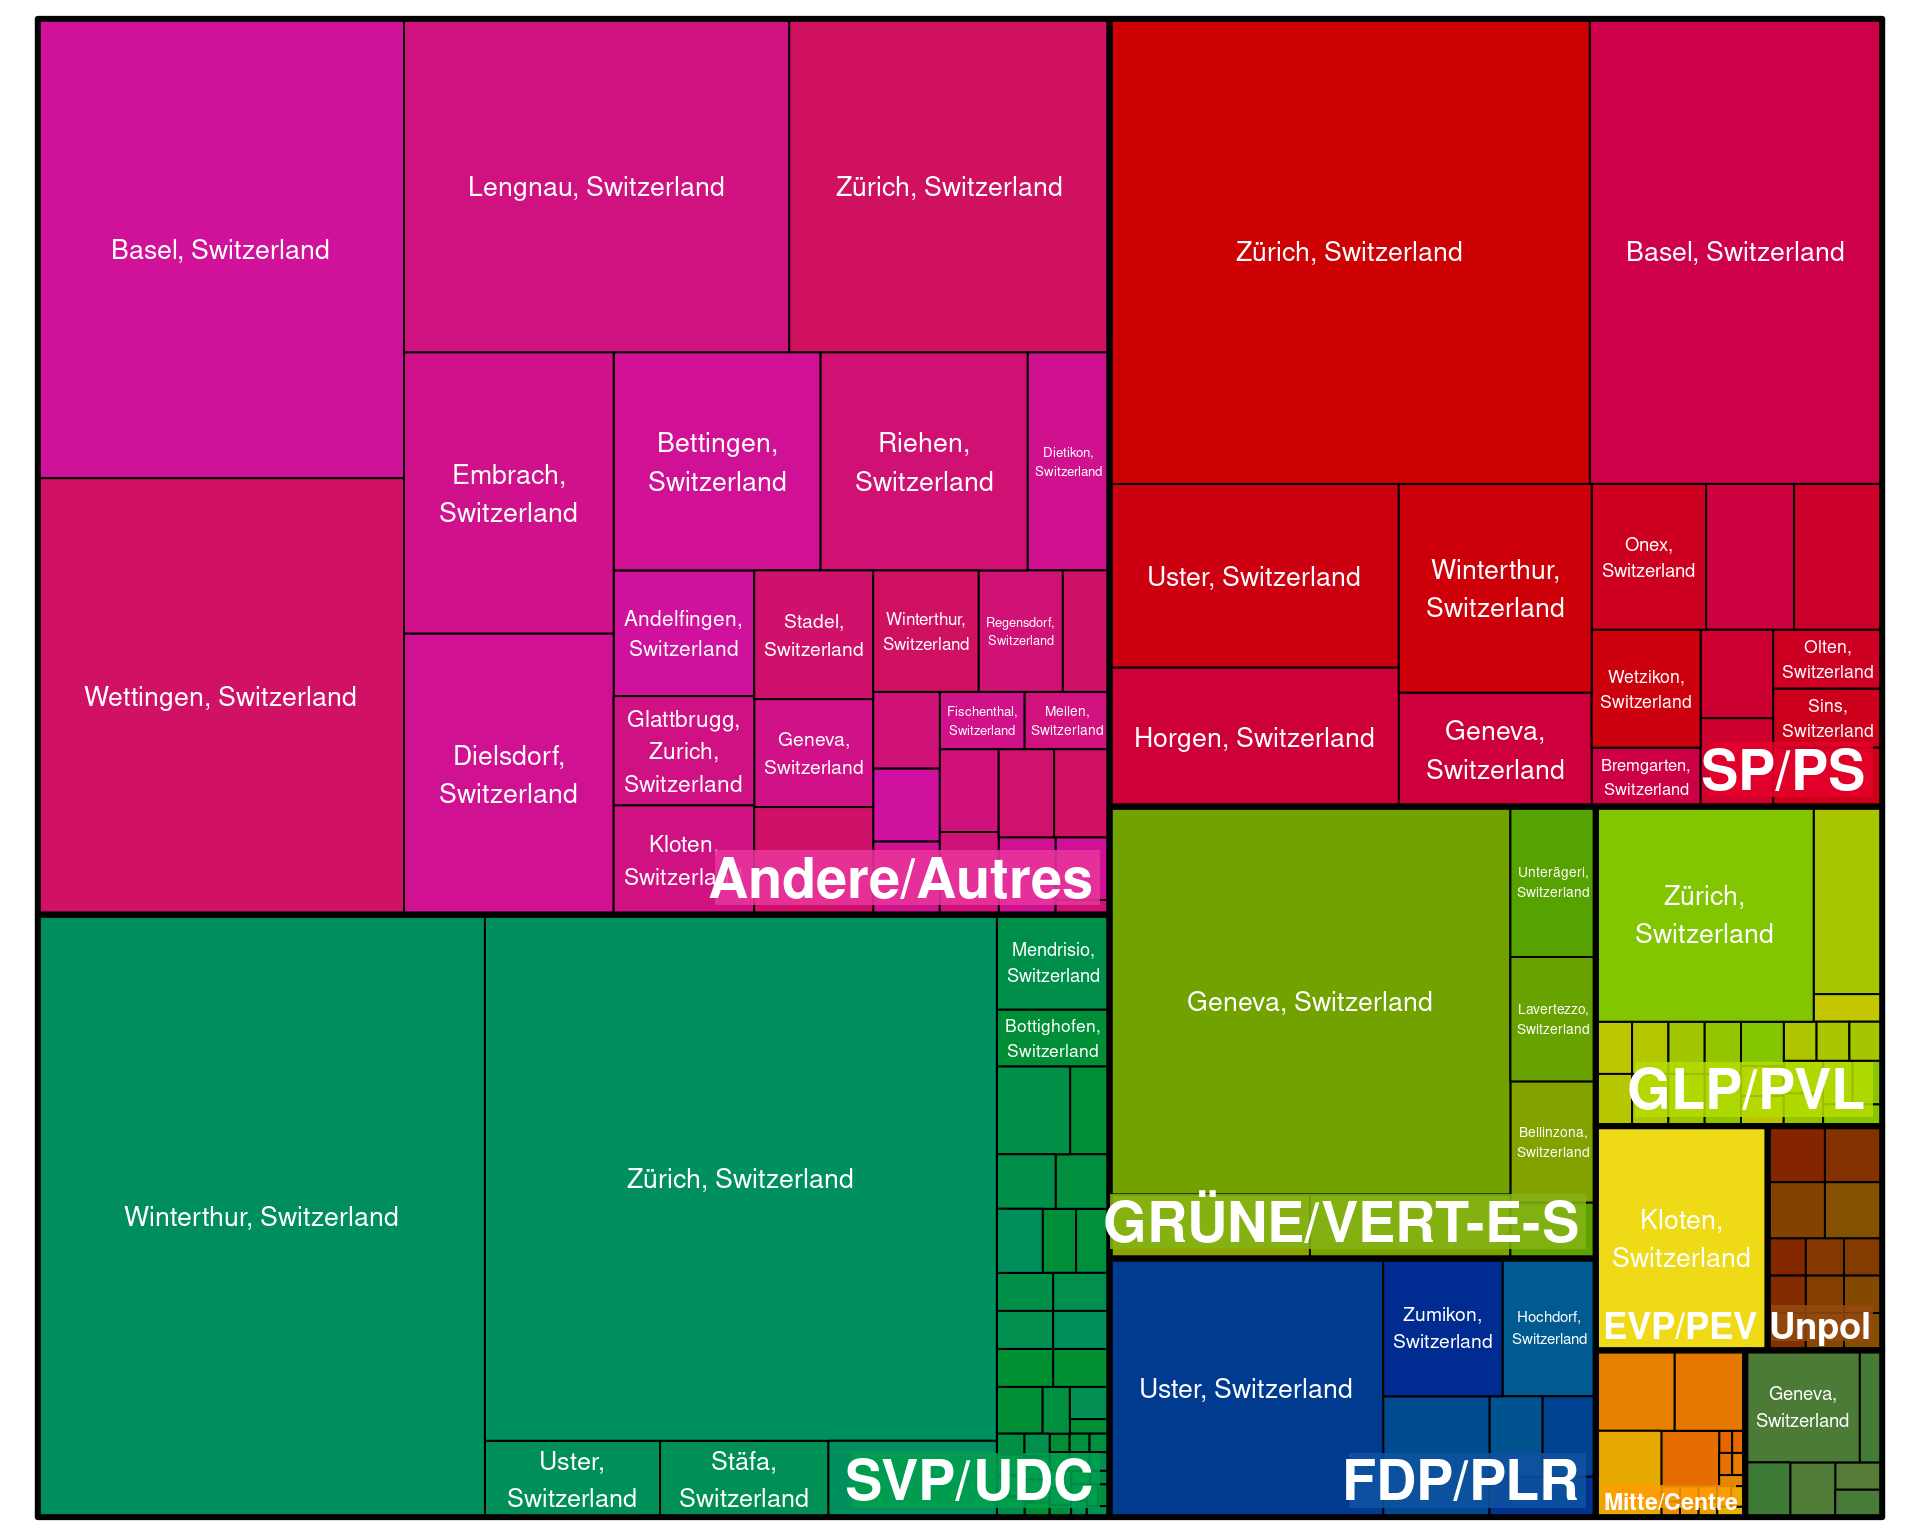 Basel, Switzerland
Lengnau, Switzerland
Zürich, Switzerland
Wettingen, Switzerland
Embrach,
Switzerland
Bettingen,
Switzerland
Riehen,
Switzerland
Dietikon,
Switzerland
Dielsdorf,
Switzerland
Andelfingen,
Switzerland
Stadel,
Switzerland
Winterthur,
Switzerland
Regensdorf,
Switzerland
Glattbrugg,
Zurich,
Switzerland
Geneva,
Switzerland
Fischenthal,
Switzerland
Meilen,
Switzerland
Kloten,
Switzerla
Andere/Autres
Zürich, Switzerland
Basel, Switzerland
Uster, Switzerland
Winterthur,
Switzerland
Horgen, Switzerland
Geneva,
Switzerland
Onex,
Switzerland
Wetzikon,
Switzerland
Olten,
Switzerland
Sins,
Switzerland
Bremgarten,
Switzerland
SP/PS
Winterthur, Switzerland
Zürich, Switzerland
Mendrisio,
Switzerland
Bottighofen,
Switzerland
Uster,
Switzerland
Stäfa,
Switzerland
SVP/UDC
Geneva, Switzerland
Unterägeri,
Switzerland
Lavertezzo,
Switzerland
Bellinzona,
Switzerland
GRÜNE/VERT-E-S
Zürich,
Switzerland
GLP/PVL
Uster, Switzerland
Zumikon,
Switzerland
Hochdorf,
Switzerland
FDP/PLR
Kloten,
Switzerland
EVP/PEV
Unpol
Mitte/Centre
Geneva,
Switzerland